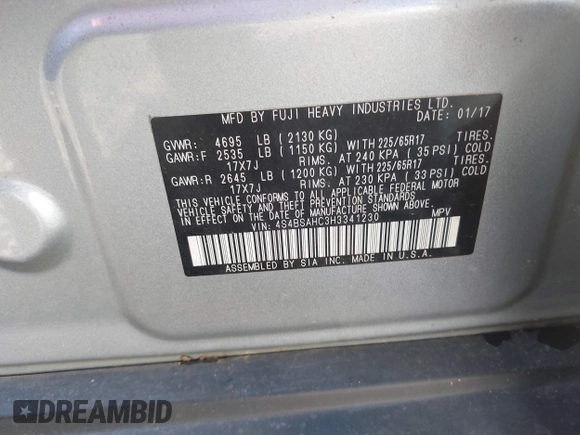 MFD BY FUJI HEAVY INDUSTRIES LTD.
DATE: 01/17
GVWR: 4695 LB ( 2130 KG)
GAWR:F 2535 LB ( 1150 KG) WITH 225/65R17 TIRES.
17X7J RIMS. AT 240 KPA ( 35 PSI) COLD
GAWR:R 2645 LB ( 1200 KG) WITH 225/65R17 TIRES.
17X7J RIMS. AT 230 KPA ( 33 PSI) COLD
THIS VEHICLE CONFORMS TO ALL APPLICABLE FEDERAL MOTOR
VEHICLE SAFETY AND THEFT PREVENTION STANDARDS
IN EFFECT ON THE DATE OF MANUFACTURE SHOWN ABOVE.
VIN: 4S4BSAHC3H3341230 MPV
ASSEMBLED BY SIA INC. MADE IN U.S.A.
DREAMBID